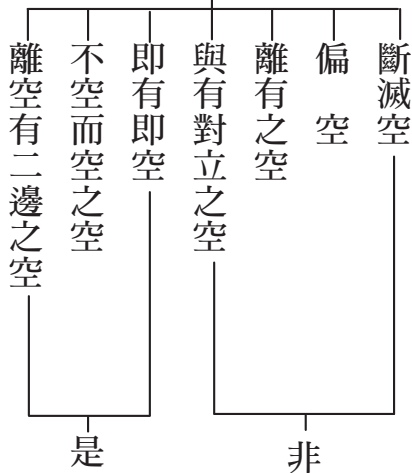 斷滅空
偏空
離有之空
與有對立之空
即有即空
不空而空之空
離空有二邊之空
非
是